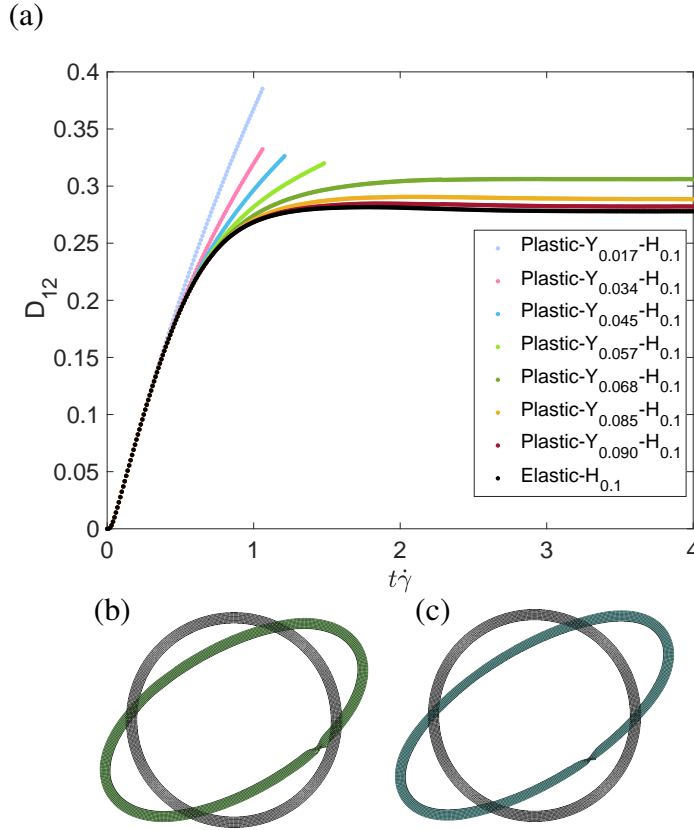 (a)
0.4
0.35
0.3
0.25
0.2
0.15
0.1
0.05
0
D₁₂
Plastic-Y₀.₀₁₇-H₀.₁
Plastic-Y₀.₀₃₄-H₀.₁
Plastic-Y₀.₀₄₅-H₀.₁
Plastic-Y₀.₀₅₇-H₀.₁
Plastic-Y₀.₀₆₈-H₀.₁
Plastic-Y₀.₀₈₅-H₀.₁
Plastic-Y₀.₀₉₀-H₀.₁
Elastic-H₀.₁
0 1 2 3 4
tγ̇
(b) (c)